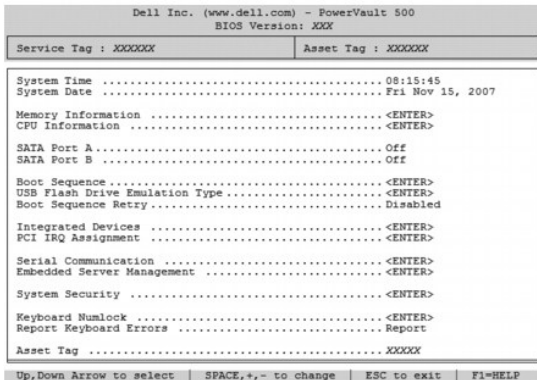 Dell Inc. (www.dell.com) - PowerVault 500
BIOS Version: XXX
Service Tag : XXXXXX Asset Tag : XXXXXX
System Time ........................................ 08:15:45
System Date ........................................ Fri Nov 15, 2007
Memory Information ................................. <ENTER>
CPU Information .................................... <ENTER>
SATA Port A......................................... Off
SATA Port B ........................................ Off
Boot Sequence....................................... <ENTER>
USB Flash Drive Emulation Type...................... <ENTER>
Boot Sequence Retry................................. Disabled
Integrated Devices ................................. <ENTER>
PCI IRQ Assignment ................................. <ENTER>
Serial Communication ............................... <ENTER>
Embedded Server Management ......................... <ENTER>
System Security .................................... <ENTER>
Keyboard Numlock ................................... <ENTER>
Report Keyboard Errors ............................. Report
Asset Tag .......................................... XXXXX
Up,Down Arrow to select | SPACE,+,- to change | ESC to exit | F1=HELP